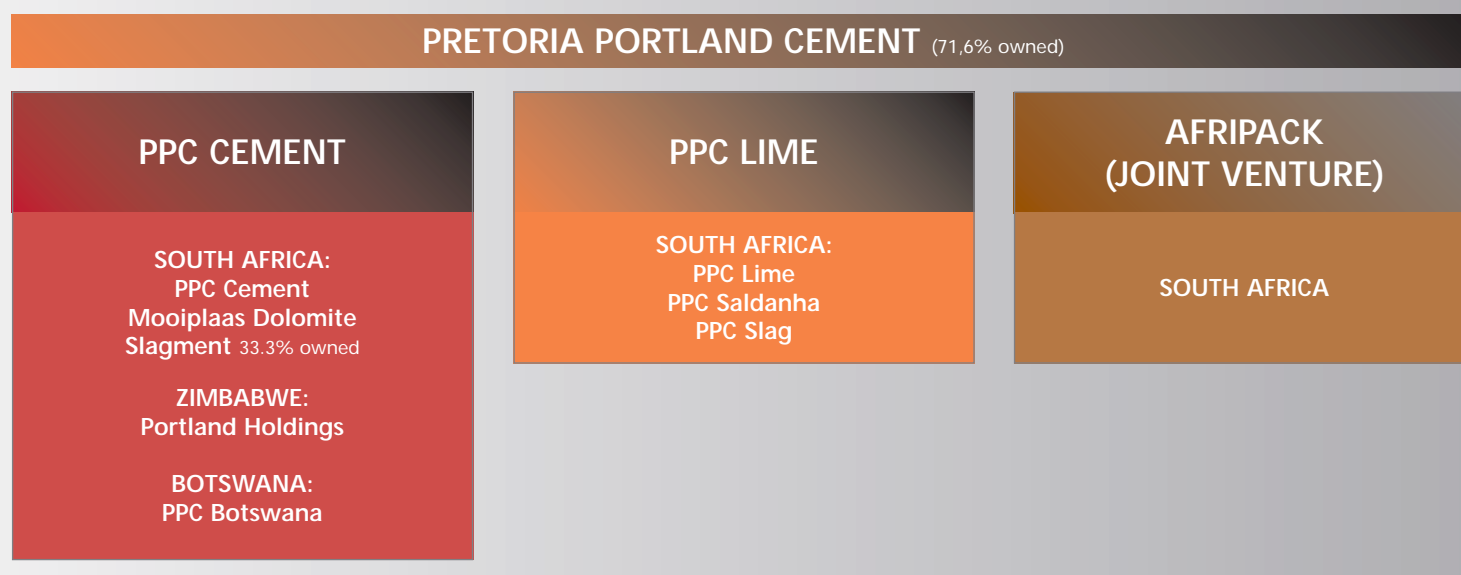 PRETORIA PORTLAND CEMENT (71,6% owned)
PPC CEMENT
SOUTH AFRICA:
PPC Cement
Mooiplaas Dolomite
Slagment 33.3% owned
ZIMBABWE:
Portland Holdings
BOTSWANA:
PPC Botswana
PPC LIME
SOUTH AFRICA:
PPC Lime
PPC Saldanha
PPC Slag
AFRIPACK
(JOINT VENTURE)
SOUTH AFRICA